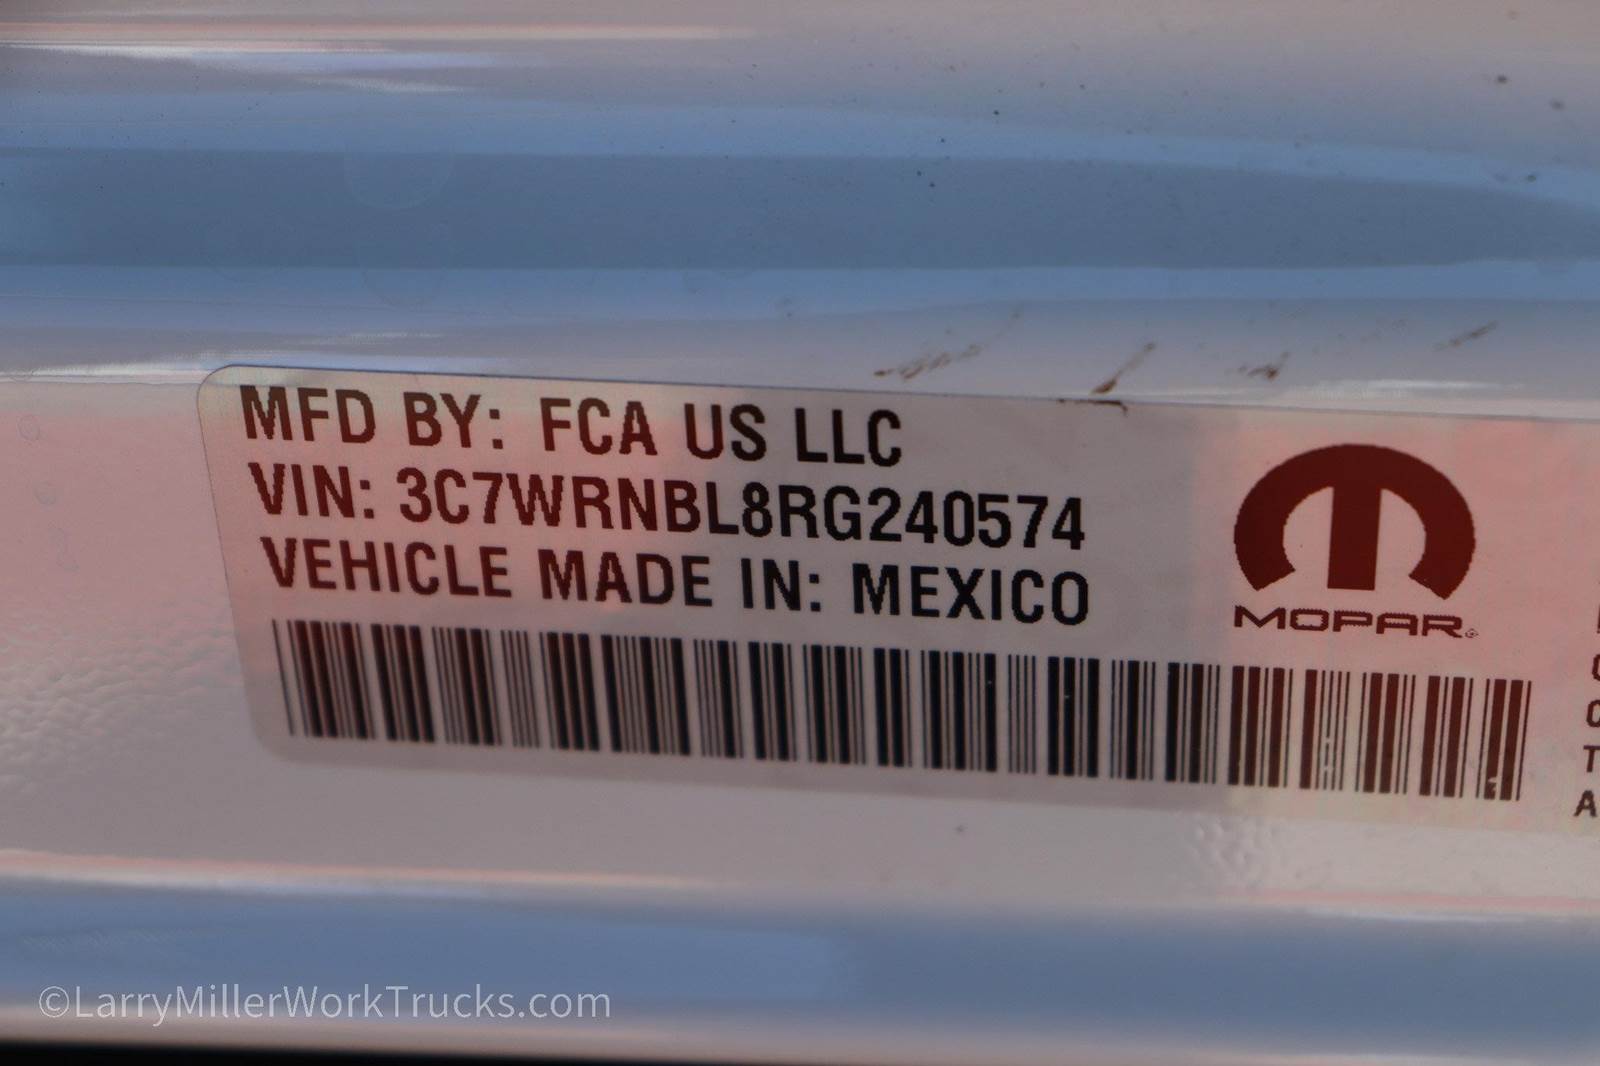 MFD BY: FCA US LLC
VIN: 3C7WRNBL8RG240574
VEHICLE MADE IN: MEXICO
MOPAR®
©LarryMillerWorkTrucks.com